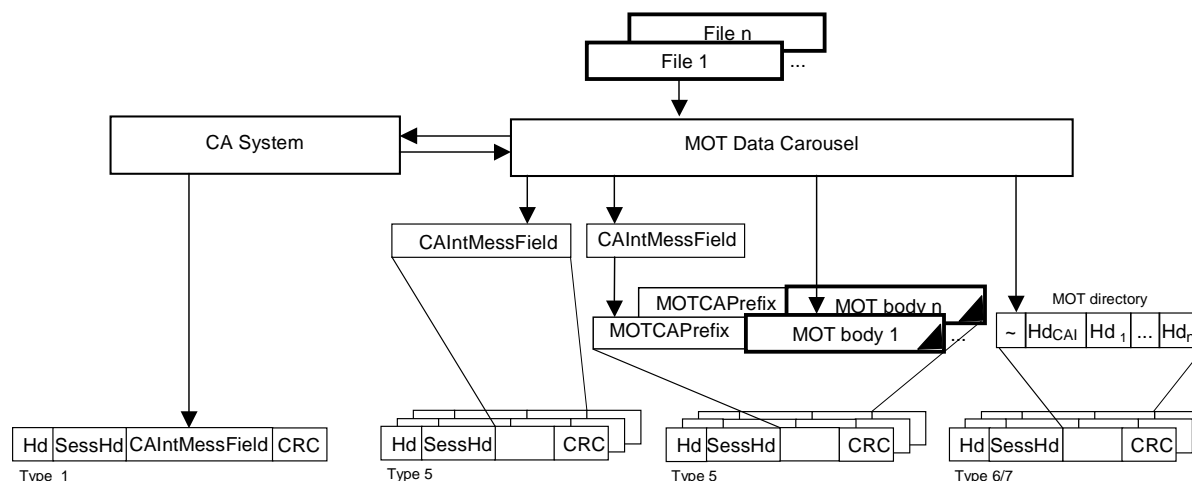 File n
File 1 ...
CA System
MOT Data Carousel
CAIntMessField
CAIntMessField
MOTCAPrefix MOT body n
MOTCAPrefix MOT body 1 ...
MOT directory
~ HdCAI Hd 1 ... Hdn
Hd SessHd CAIntMessField CRC
Type 1
Hd SessHd CRC
Type 5
Hd SessHd CRC
Type 5
Hd SessHd CRC
Type 6/7